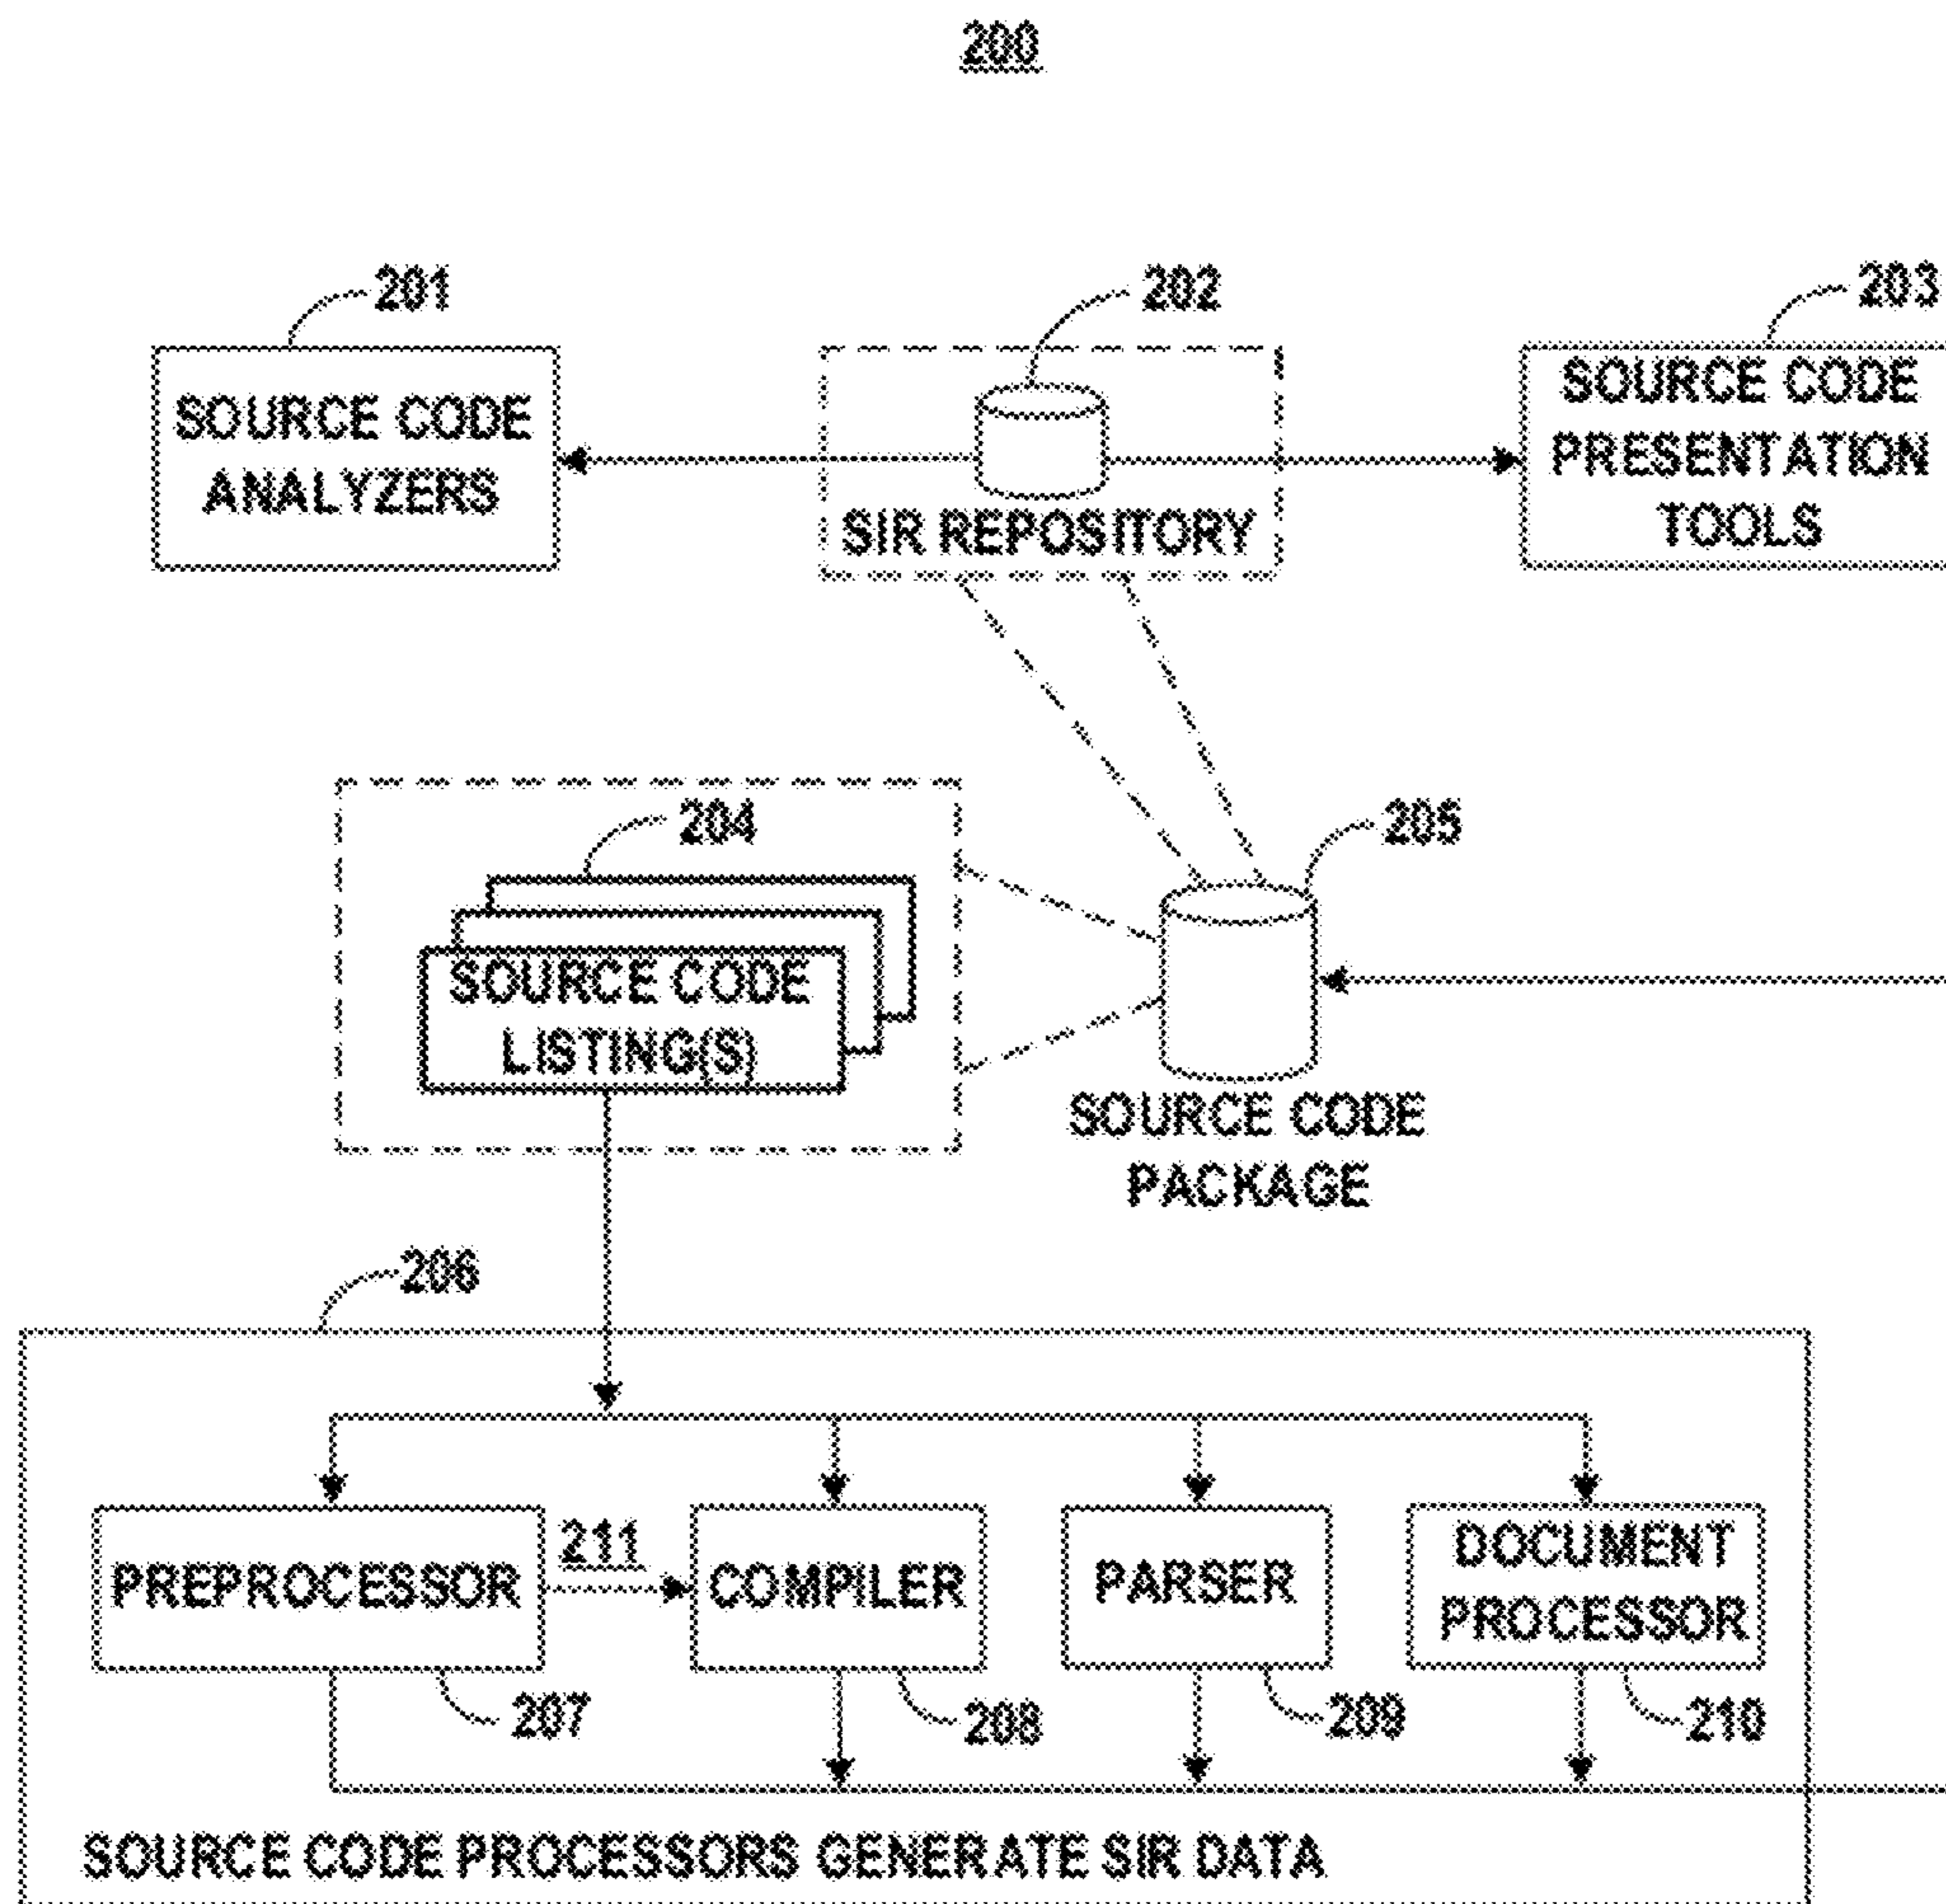 200
201
202
203
SOURCE CODE
ANALYZERS
SIR REPOSITORY
SOURCE CODE
PRESENTATION
TOOLS
204
205
SOURCE CODE
LISTING(S)
SOURCE CODE
PACKAGE
206
PREPROCESSOR
211
COMPILER
PARSER
DOCUMENT
PROCESSOR
207
208
209
210
SOURCE CODE PROCESSORS GENERATE SIR DATA